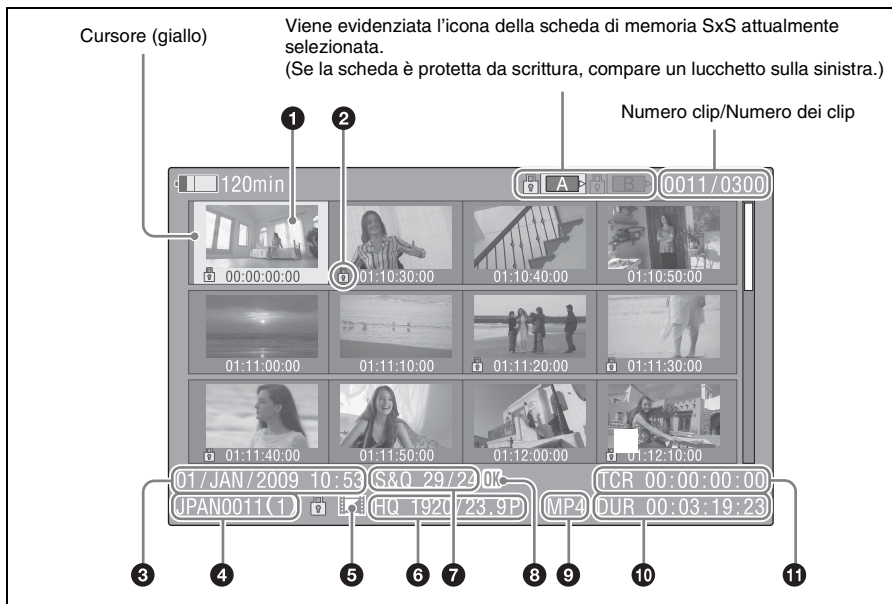 Cursore (giallo)
Viene evidenziata l'icona della scheda di memoria SxS attualmente
selezionata.
(Se la scheda è protetta da scrittura, compare un lucchetto sulla sinistra.)
Numero clip/Numero dei clip
1 2
120min
A B 0011/0300
00:00:00:00 01:10:30:00 01:10:40:00 01:10:50:00
01:11:00:00 01:11:10:00 01:11:20:00 01:11:30:00
01:11:40:00 01:11:50:00 01:12:00:00 01:12:10:00
01/JAN/2009 10:53 S&Q 29/24 OK TCR 00:00:00:00
JPAN0011(1) HQ 1920/23.9P MP4 DUR 00:03:19:23
3 4 5 6 7 8 9 10 11